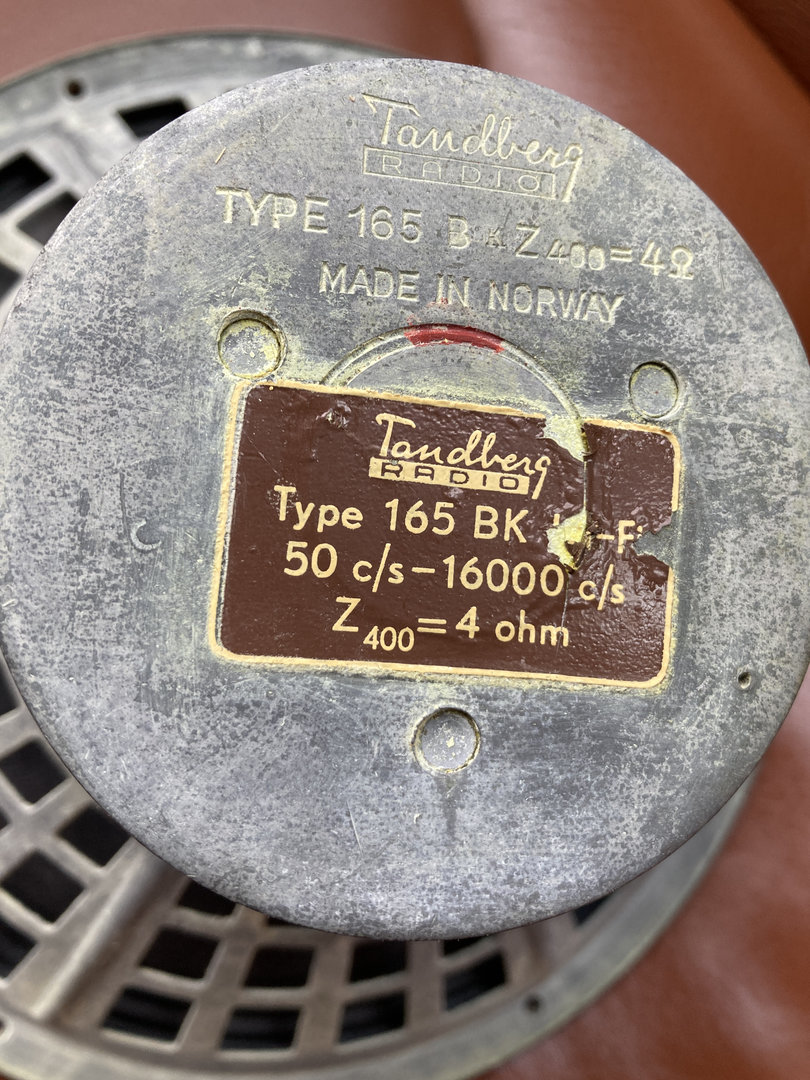 Tandberg
RADIO
TYPE 165 B K Z400=4Ω
MADE IN NORWAY
Tandberg
RADIO
Type 165 BK
50 c/s-16000 c/s
Z400=4 ohm